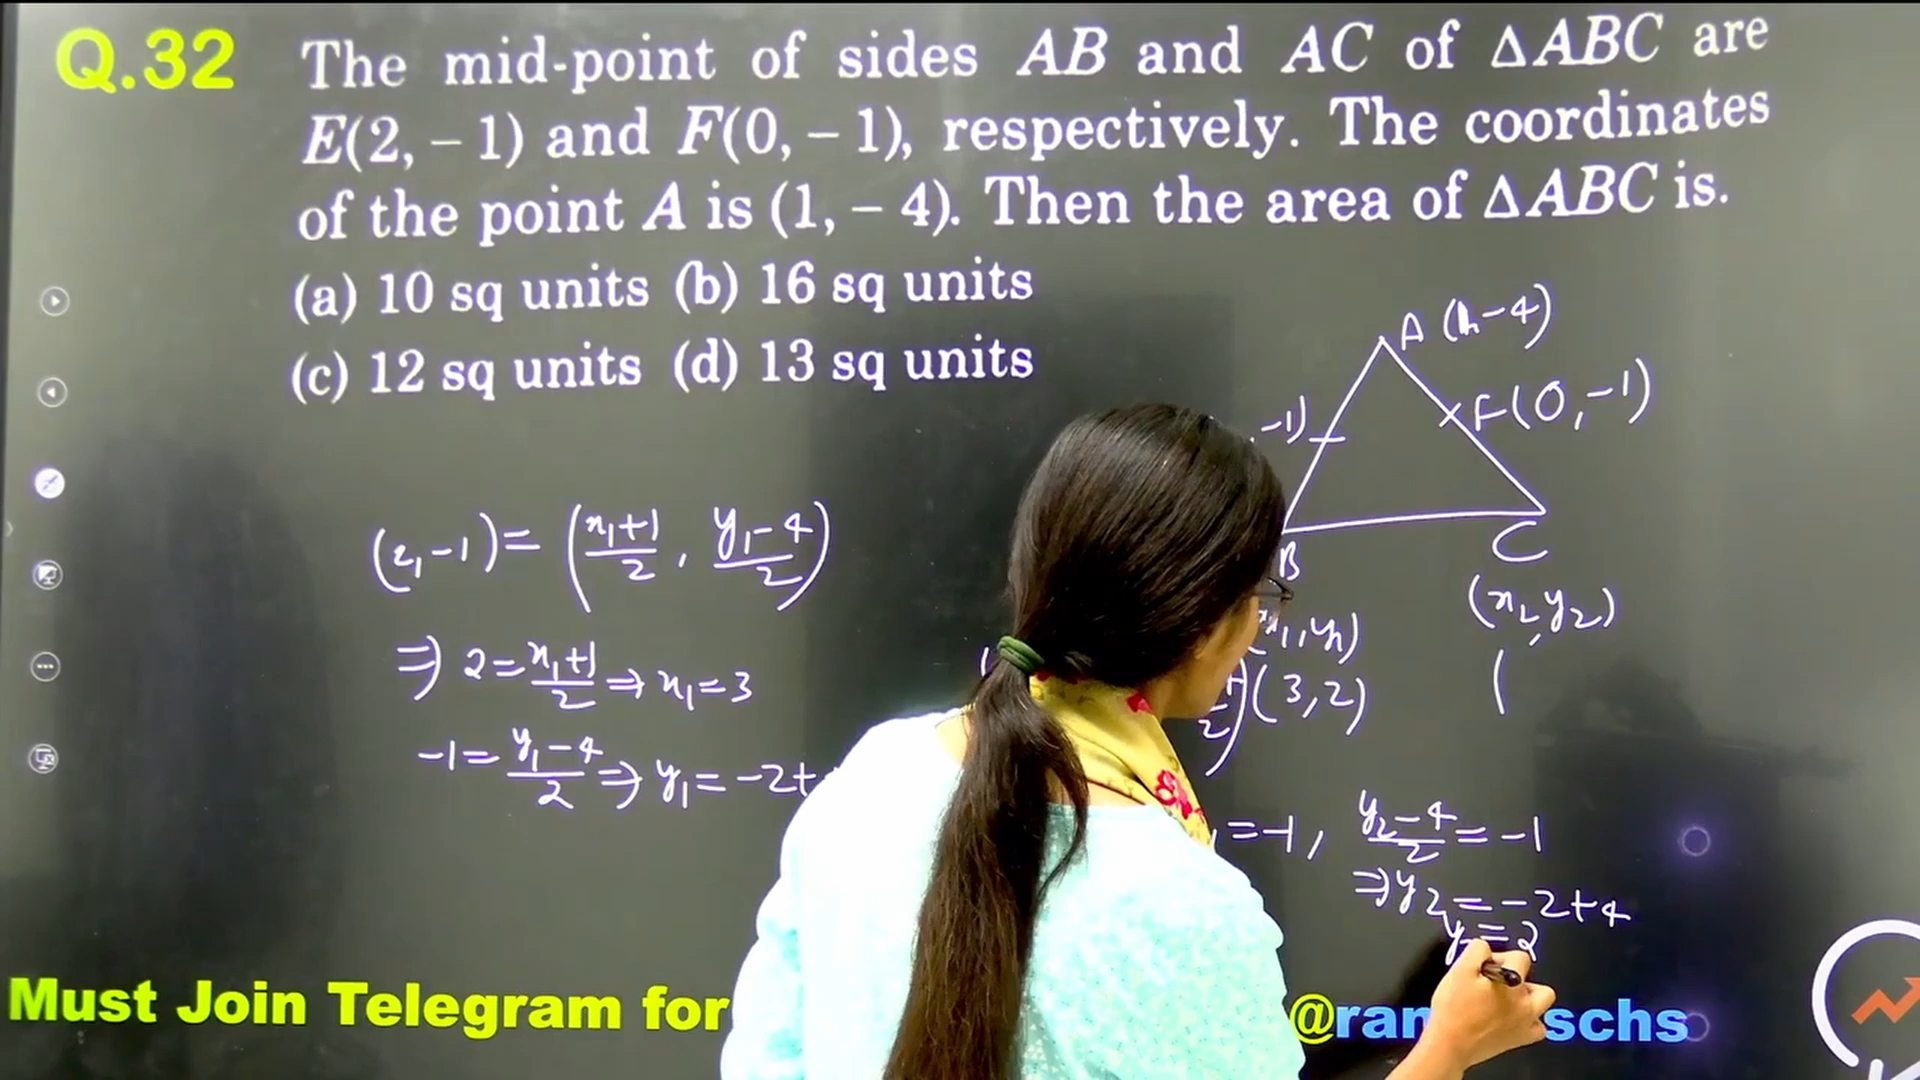 Q.32 The mid-point of sides AB and AC of ΔABC are
E(2, – 1) and F(0, – 1), respectively. The coordinates
of the point A is (1, – 4). Then the area of ΔABC is.
(a) 10 sq units (b) 16 sq units
(c) 12 sq units (d) 13 sq units
A (1,-4)
-1)
F(0,-1)
B
C
(x₁,y₁)
(x₂,y₂)
(3,2)
(
(2,-1)= (x₁+1/2, y₁-4/2)
⇒ 2=x₁+1/2 ⇒ x₁=3
-1=y₁-4/2 ⇒ y₁=-2+
=-1, y₂-4/2=-1
⇒y₂=-2+4
y₂=2
Must Join Telegram for
@ran schs